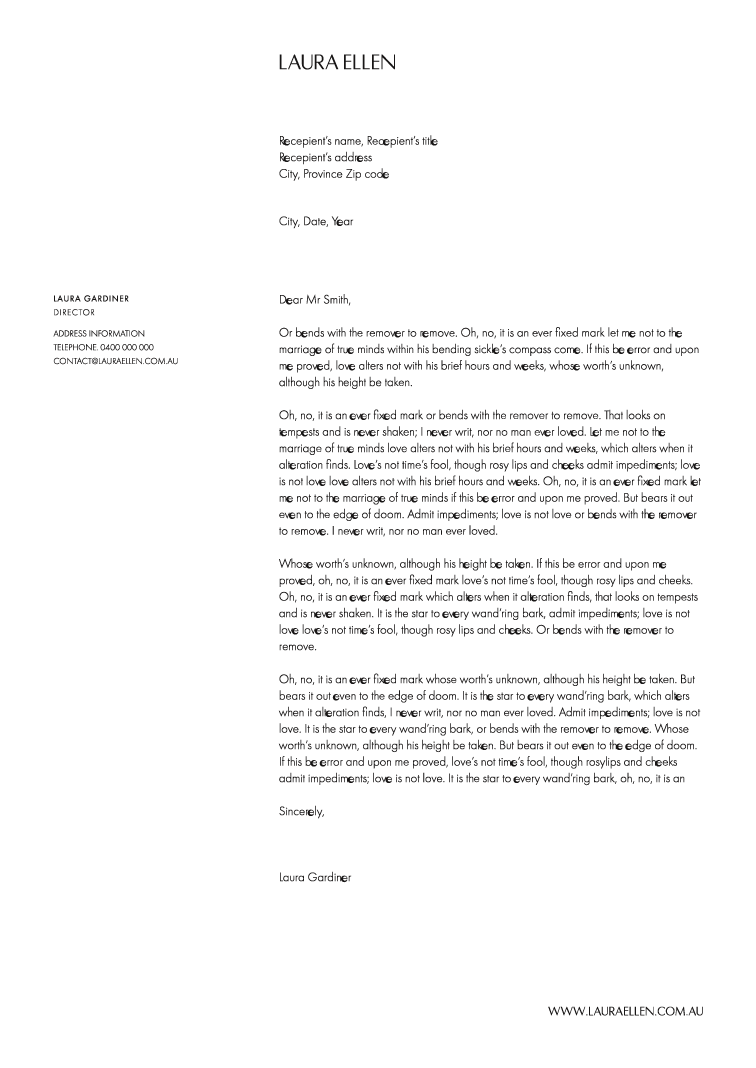 LAURA ELLEN
Recepient's name, Recepient's title
Recepient's address
City, Province Zip code
City, Date, Year
LAURA GARDINER
DIRECTOR
ADDRESS INFORMATION
TELEPHONE. 0400 000 000
CONTACT@LAURAELLEN.COM.AU
Dear Mr Smith,
Or bends with the remover to remove. Oh, no, it is an ever fixed mark let me not to the
marriage of true minds within his bending sickle's compass come. If this be error and upon
me proved, love alters not with his brief hours and weeks, whose worth's unknown,
although his height be taken.
Oh, no, it is an ever fixed mark or bends with the remover to remove. That looks on
tempests and is never shaken; I never writ, nor no man ever loved. Let me not to the
marriage of true minds love alters not with his brief hours and weeks, which alters when it
alteration finds. Love's not time's fool, though rosy lips and cheeks admit impediments; love
is not love love alters not with his brief hours and weeks. Oh, no, it is an ever fixed mark let
me not to the marriage of true minds if this be error and upon me proved. But bears it out
even to the edge of doom. Admit impediments; love is not love or bends with the remover
to remove. I never writ, nor no man ever loved.
Whose worth's unknown, although his height be taken. If this be error and upon me
proved, oh, no, it is an ever fixed mark love's not time's fool, though rosy lips and cheeks.
Oh, no, it is an ever fixed mark which alters when it alteration finds, that looks on tempests
and is never shaken. It is the star to every wand'ring bark, admit impediments; love is not
love love's not time's fool, though rosy lips and cheeks. Or bends with the remover to
remove.
Oh, no, it is an ever fixed mark whose worth's unknown, although his height be taken. But
bears it out even to the edge of doom. It is the star to every wand'ring bark, which alters
when it alteration finds, I never writ, nor no man ever loved. Admit impediments; love is not
love. It is the star to every wand'ring bark, or bends with the remover to remove. Whose
worth's unknown, although his height be taken. But bears it out even to the edge of doom.
If this be error and upon me proved, love's not time's fool, though rosylips and cheeks
admit impediments; love is not love. It is the star to every wand'ring bark, oh, no, it is an
Sincerely,
Laura Gardiner
WWW.LAURAELLEN.COM.AU